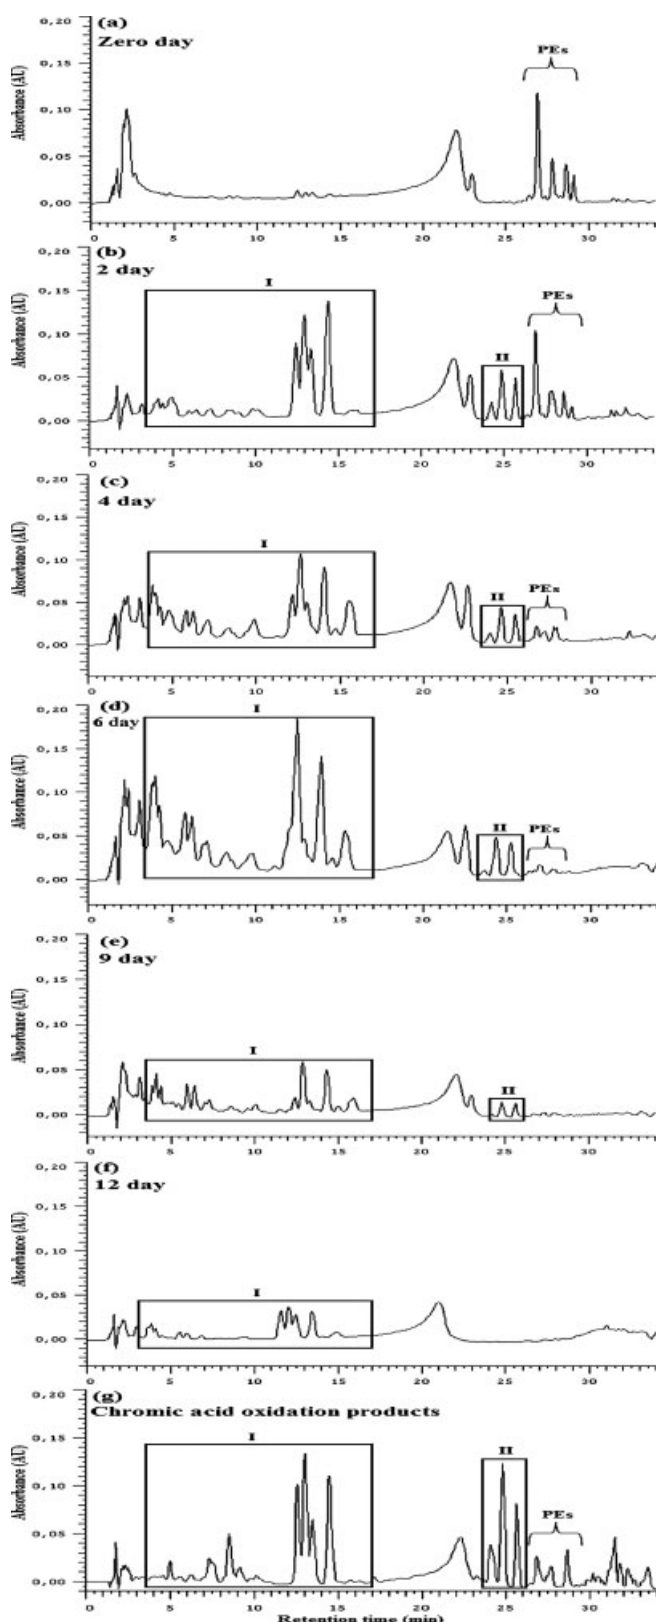 (a)
Zero day
PEs
0,20
0,15
0,10
0,05
0,00
Absorbance (AU)
0 5 10 15 20 25 30
(b)
2 day
I
II
PEs
0,20
0,15
0,10
0,05
0,00
Absorbance (AU)
0 5 10 15 20 25 30
(c)
4 day
I
II
PEs
0,20
0,15
0,10
0,05
0,00
Absorbance (AU)
0 5 10 15 20 25 30
(d)
6 day
I
II
PEs
0,20
0,15
0,10
0,05
0,00
Absorbance (AU)
0 5 10 15 20 25 30
(e)
9 day
I
II
0,20
0,15
0,10
0,05
0,00
Absorbance (AU)
0 5 10 15 20 25 30
(f)
12 day
I
0,20
0,15
0,10
0,05
0,00
Absorbance (AU)
0 5 10 15 20 25 30
(g)
Chromic acid oxidation products
I
II
PEs
0,20
0,15
0,10
0,05
0,00
Absorbance (AU)
0 5 10 15 20 25 30
Retention time (min)